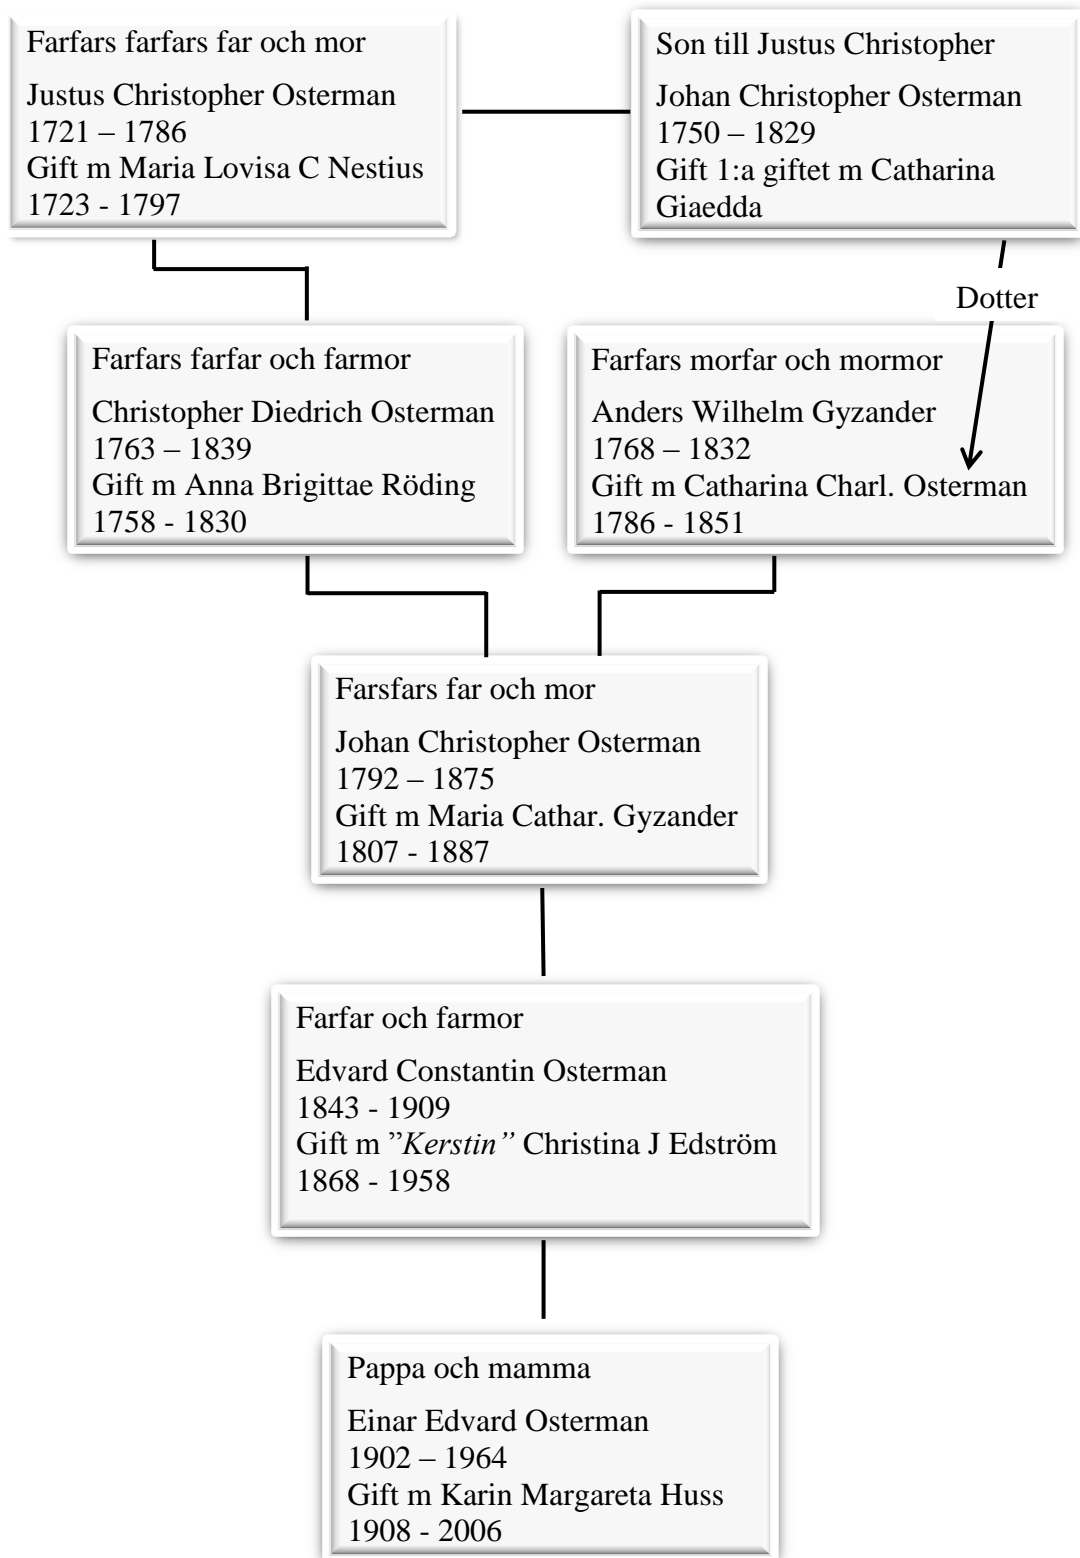 Farfars farfars far och mor
Justus Christopher Osterman
1721 – 1786
Gift m Maria Lovisa C Nestius
1723 - 1797
Son till Justus Christopher
Johan Christopher Osterman
1750 – 1829
Gift 1:a giftet m Catharina
Giaedda
Dotter
Farfars farfar och farmor
Christopher Diedrich Osterman
1763 – 1839
Gift m Anna Brigittae Röding
1758 - 1830
Farfars morfar och mormor
Anders Wilhelm Gyzander
1768 – 1832
Gift m Catharina Charl. Osterman
1786 - 1851
Farsfars far och mor
Johan Christopher Osterman
1792 – 1875
Gift m Maria Cathar. Gyzander
1807 - 1887
Farfar och farmor
Edvard Constantin Osterman
1843 - 1909
Gift m ”Kerstin” Christina J Edström
1868 - 1958
Pappa och mamma
Einar Edvard Osterman
1902 – 1964
Gift m Karin Margareta Huss
1908 - 2006